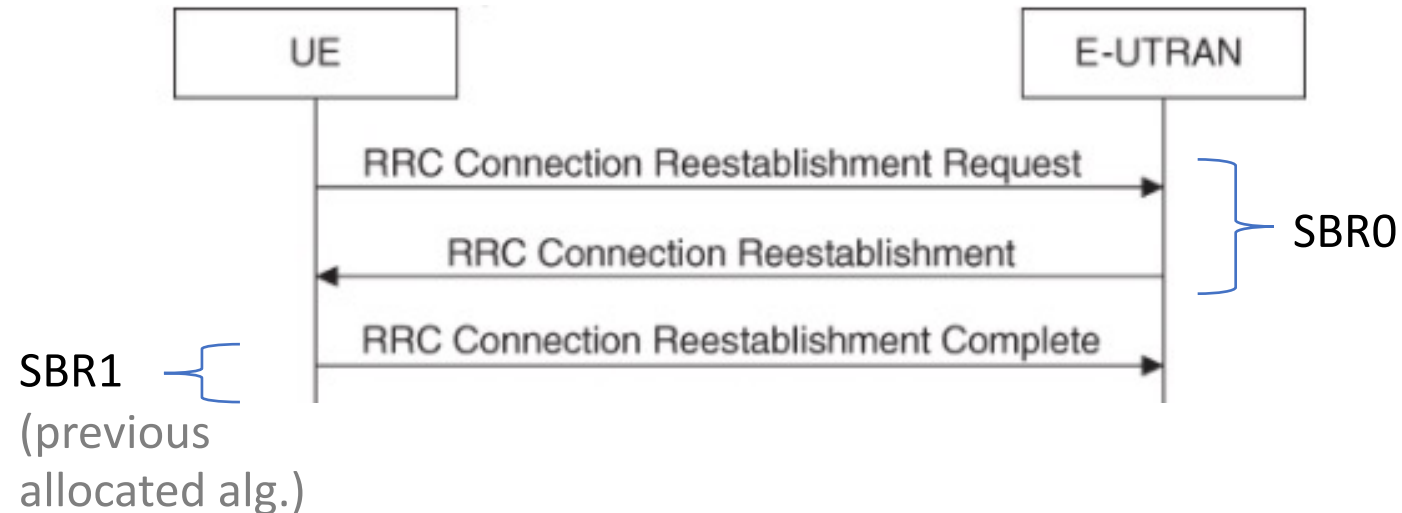 UE
E-UTRAN
RRC Connection Reestablishment Request
SBR0
RRC Connection Reestablishment
RRC Connection Reestablishment Complete
SBR1
(previous
allocated alg.)